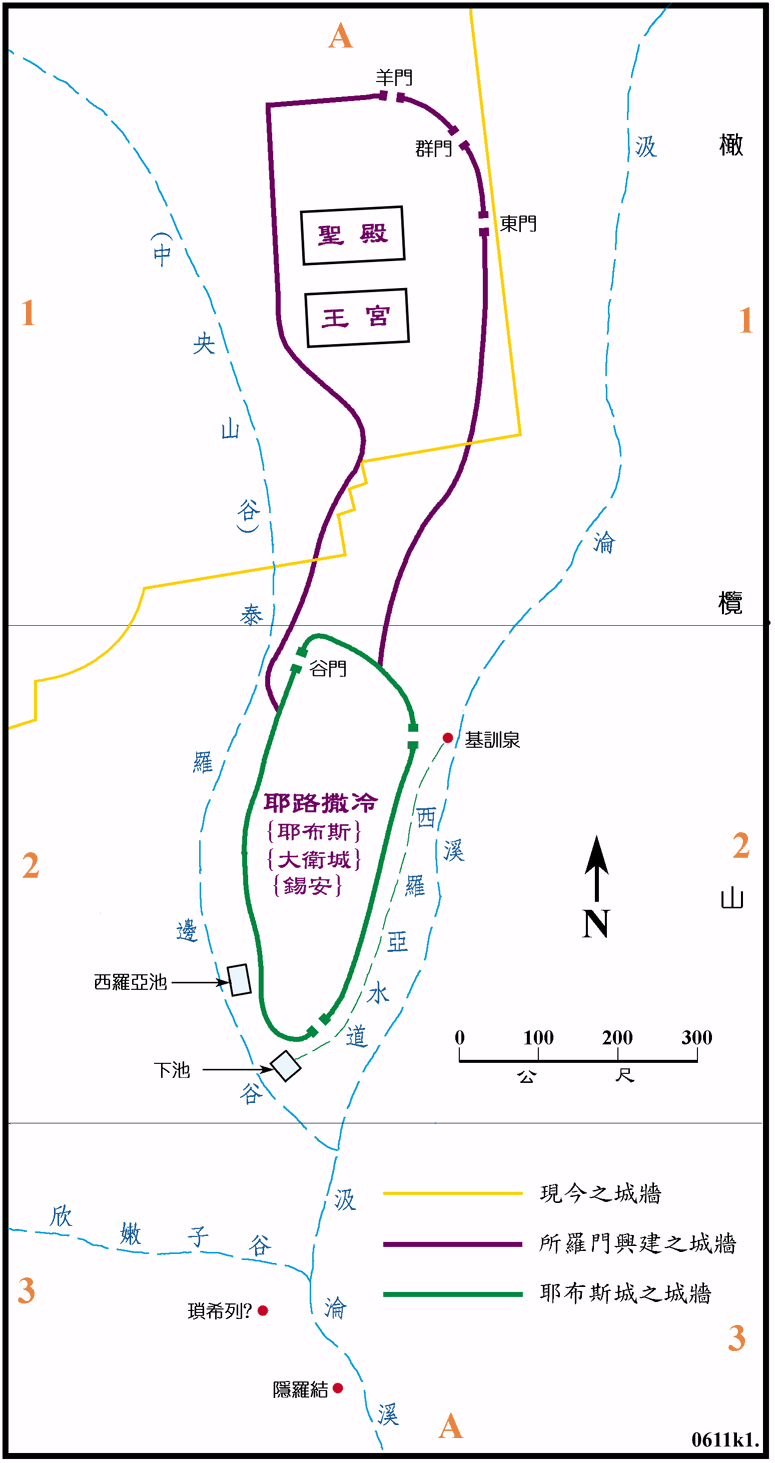 A
羊門
群門
東門
聖殿
王宮
1
1
(中央山谷)
泰羅邊谷
汲淪溪
橄欖山
谷門
基訓泉
耶路撒冷
{耶布斯}
{大衛城}
{錫安}
西羅亞水道
2
2
N
西羅亞池
下池
0 100 200 300
公尺
現今之城牆
所羅門興建之城牆
耶布斯城之城牆
欣嫩子谷
汲淪溪
3
3
瑣希列?
隱羅結
A
0611k1.